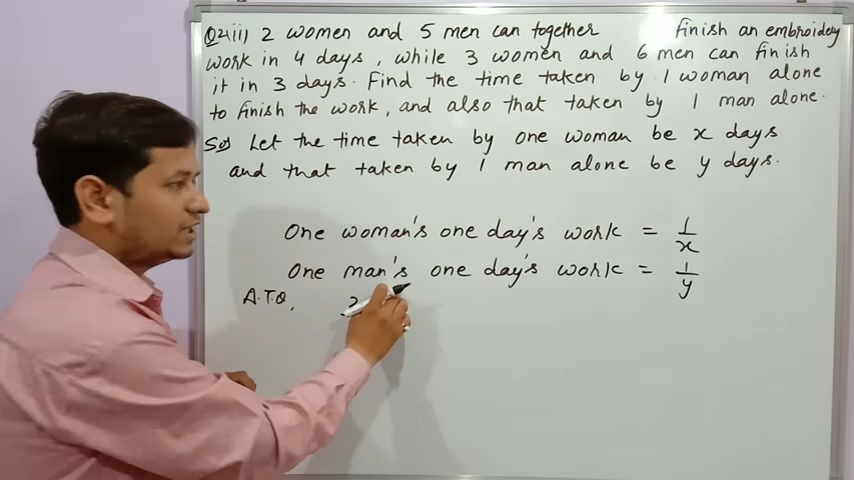 Q2(ii) 2 women and 5 men can together finish an embroidery
work in 4 days, while 3 women and 6 men can finish
it in 3 days. Find the time taken by 1 woman alone
to finish the work, and also that taken by 1 man alone.
Sol Let the time taken by one woman be x days
and that taken by 1 man alone be y days.
One woman's one day's work = 1/x
One man's one day's work = 1/y
A.T.Q, 2